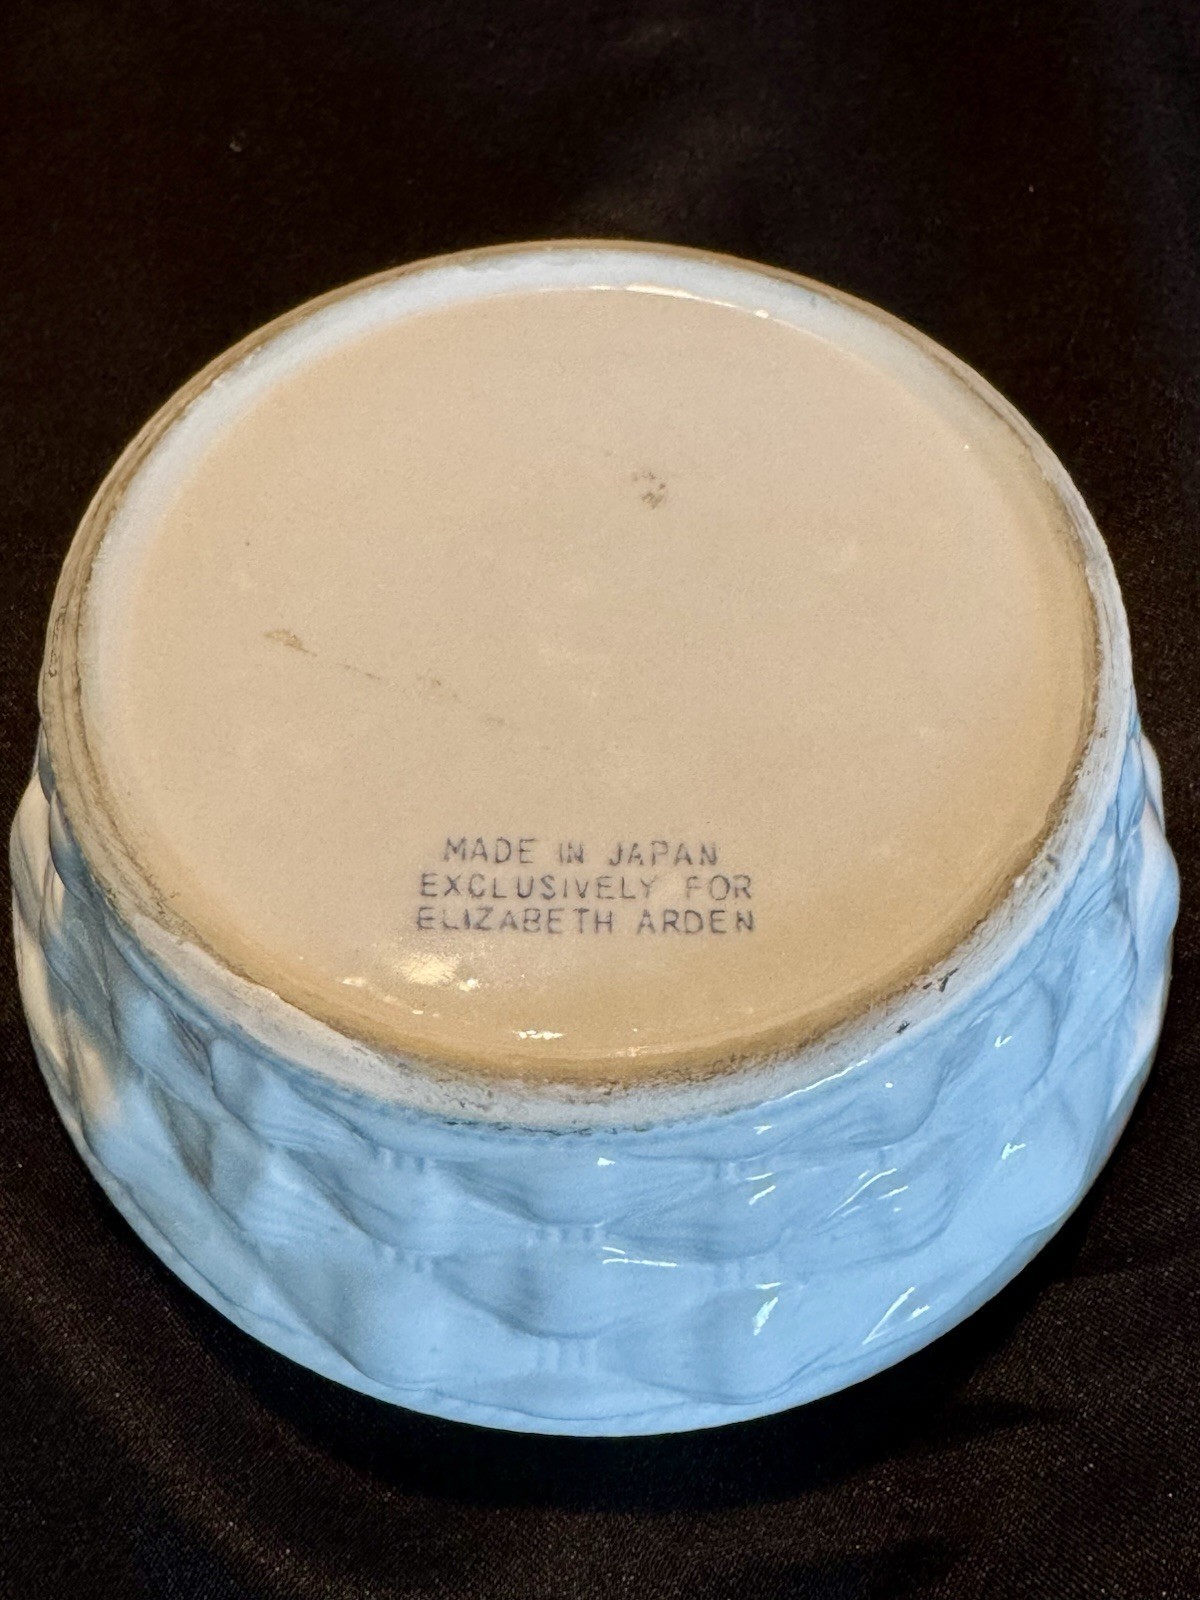 MADE IN JAPAN
EXCLUSIVELY FOR
ELIZABETH ARDEN